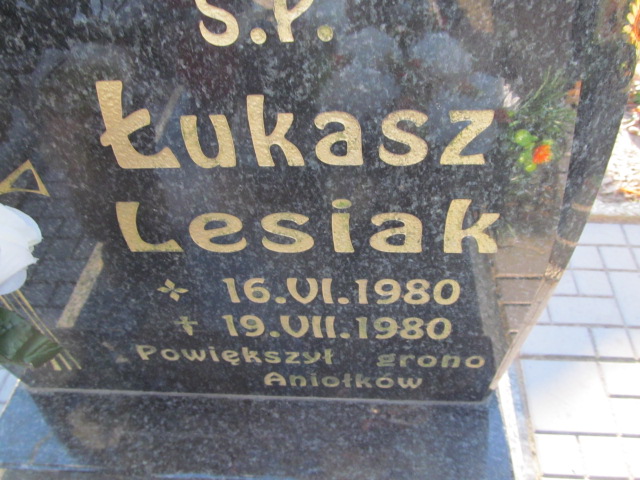 Ś.P.
Łukasz
Lesiak
16.VI.1980
19.VII.1980
Powiększył grono
Aniołków